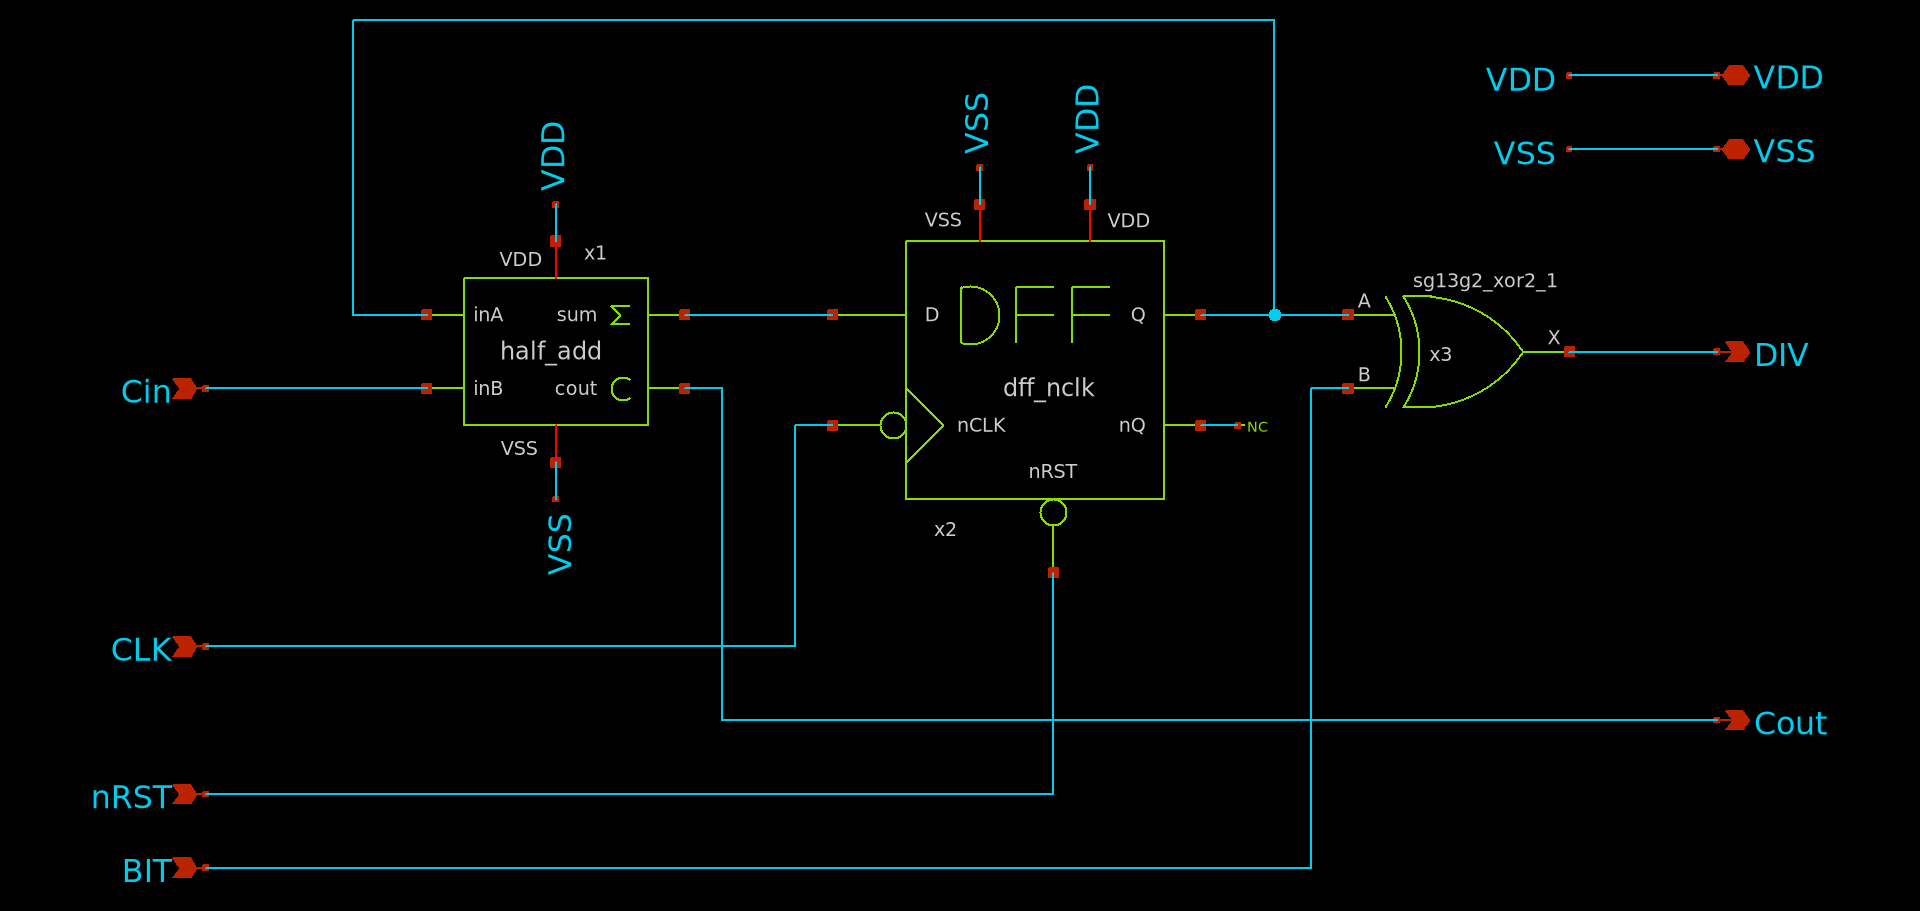 VDD
VDD
VSS
VSS
VDD
VSS
VDD
VSS
VDD
VDD
x1
inA
sum
half_add
inB
cout
VSS
VSS
D
DFF
Q
dff_nclk
nCLK
nQ
NC
nRST
x2
sg13g2_xor2_1
A
X
x3
B
DIV
Cin
CLK
Cout
nRST
BIT